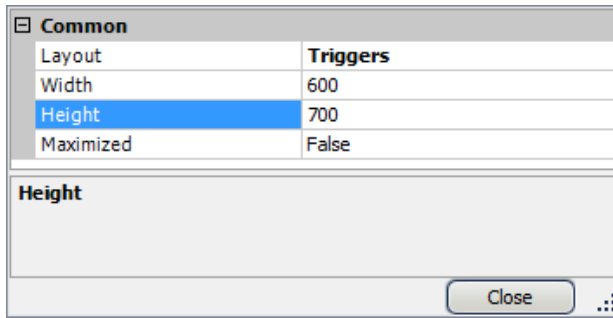 Common
Layout Triggers
Width 600
Height 700
Maximized False
Height
Close